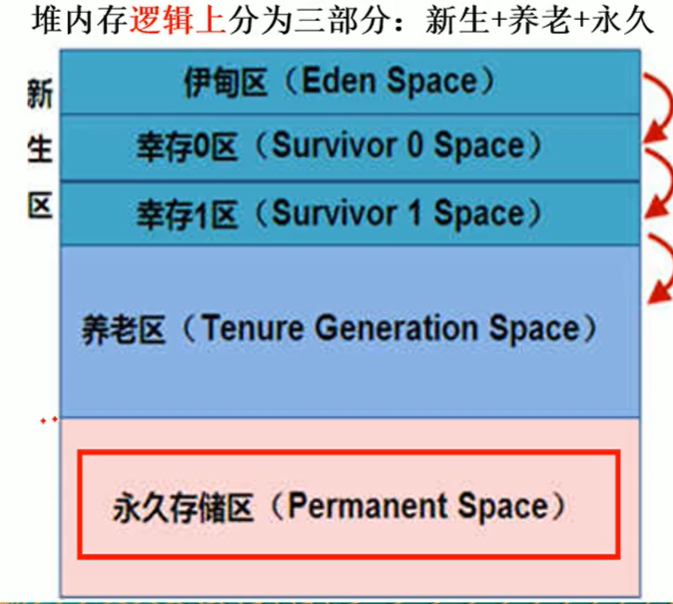 堆内存逻辑上分为三部分：新生+养老+永久
新
生
区
伊甸区（Eden Space）
幸存0区（Survivor 0 Space）
幸存1区（Survivor 1 Space）
养老区（Tenure Generation Space）
永久存储区（Permanent Space）